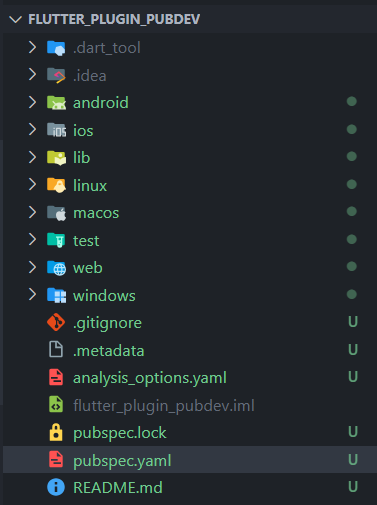 FLUTTER_PLUGIN_PUBDEV
.dart_tool
.idea
android
iOS ios
lib
linux
macos
test
web
windows
.gitignore U
.metadata U
analysis_options.yaml U
flutter_plugin_pubdev.iml
pubspec.lock U
pubspec.yaml U
README.md U